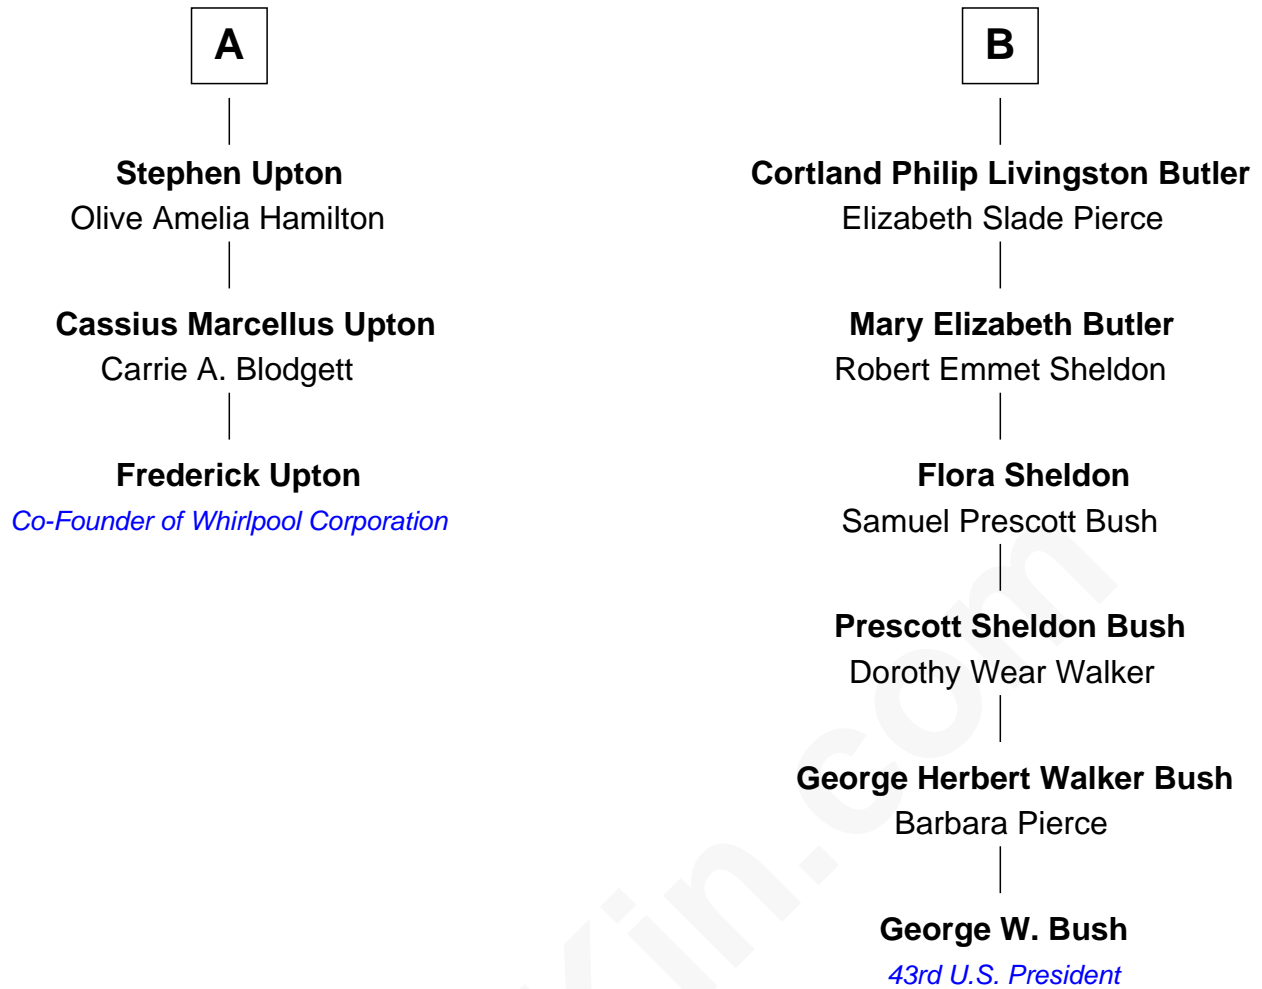 A
Stephen Upton
Olive Amelia Hamilton
Cassius Marcellus Upton
Carrie A. Blodgett
Frederick Upton
Co-Founder of Whirlpool Corporation
B
Cortland Philip Livingston Butler
Elizabeth Slade Pierce
Mary Elizabeth Butler
Robert Emmet Sheldon
Flora Sheldon
Samuel Prescott Bush
Prescott Sheldon Bush
Dorothy Wear Walker
George Herbert Walker Bush
Barbara Pierce
George W. Bush
43rd U.S. President
Kin.com